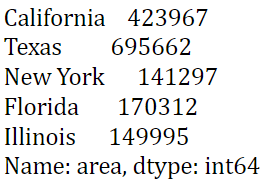 California 423967
Texas 695662
New York 141297
Florida 170312
Illinois 149995
Name: area, dtype: int64